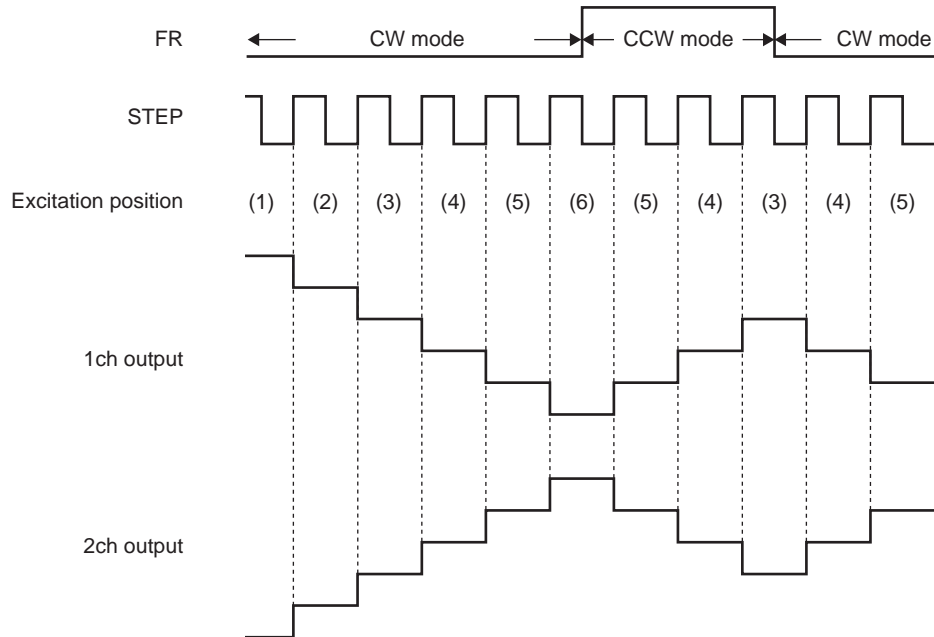 FR
CW mode
CCW mode
CW mode
STEP
Excitation position
(1) (2) (3) (4) (5) (6) (5) (4) (3) (4) (5)
1ch output
2ch output